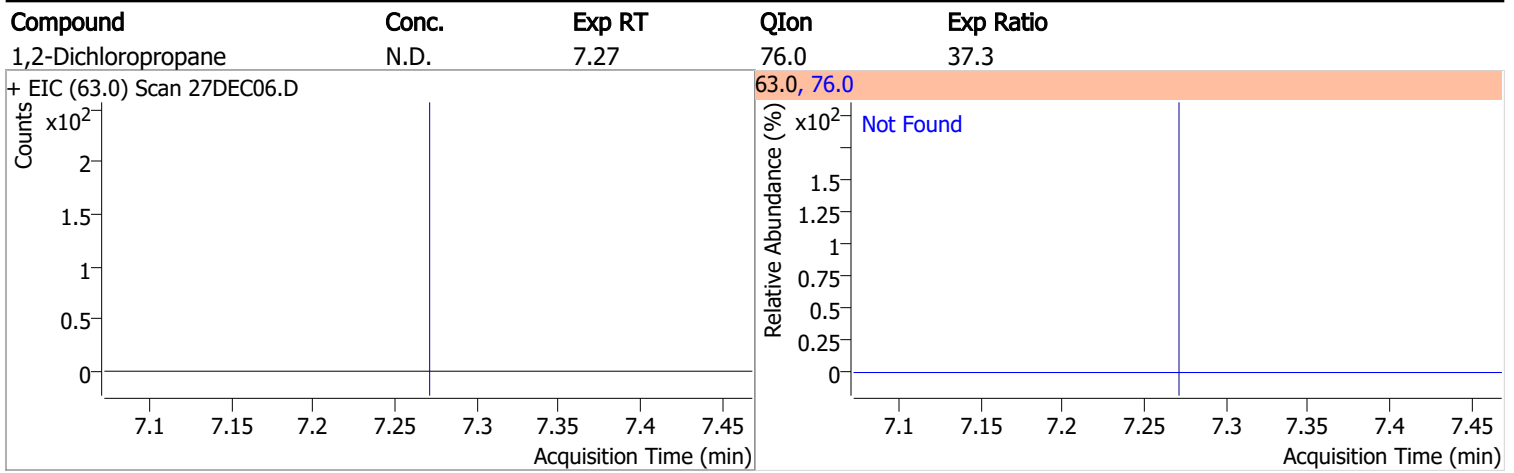 Compound Conc. Exp RT QIon Exp Ratio
1,2-Dichloropropane N.D. 7.27 76.0 37.3
+ EIC (63.0) Scan 27DEC06.D
Counts
x10²
2
1.5
1
0.5
0
7.1 7.15 7.2 7.25 7.3 7.35 7.4 7.45
Acquisition Time (min)
63.0, 76.0
Relative Abundance (%)
x10²
Not Found
1.5
1.25
1
0.75
0.5
0.25
0
7.1 7.15 7.2 7.25 7.3 7.35 7.4 7.45
Acquisition Time (min)